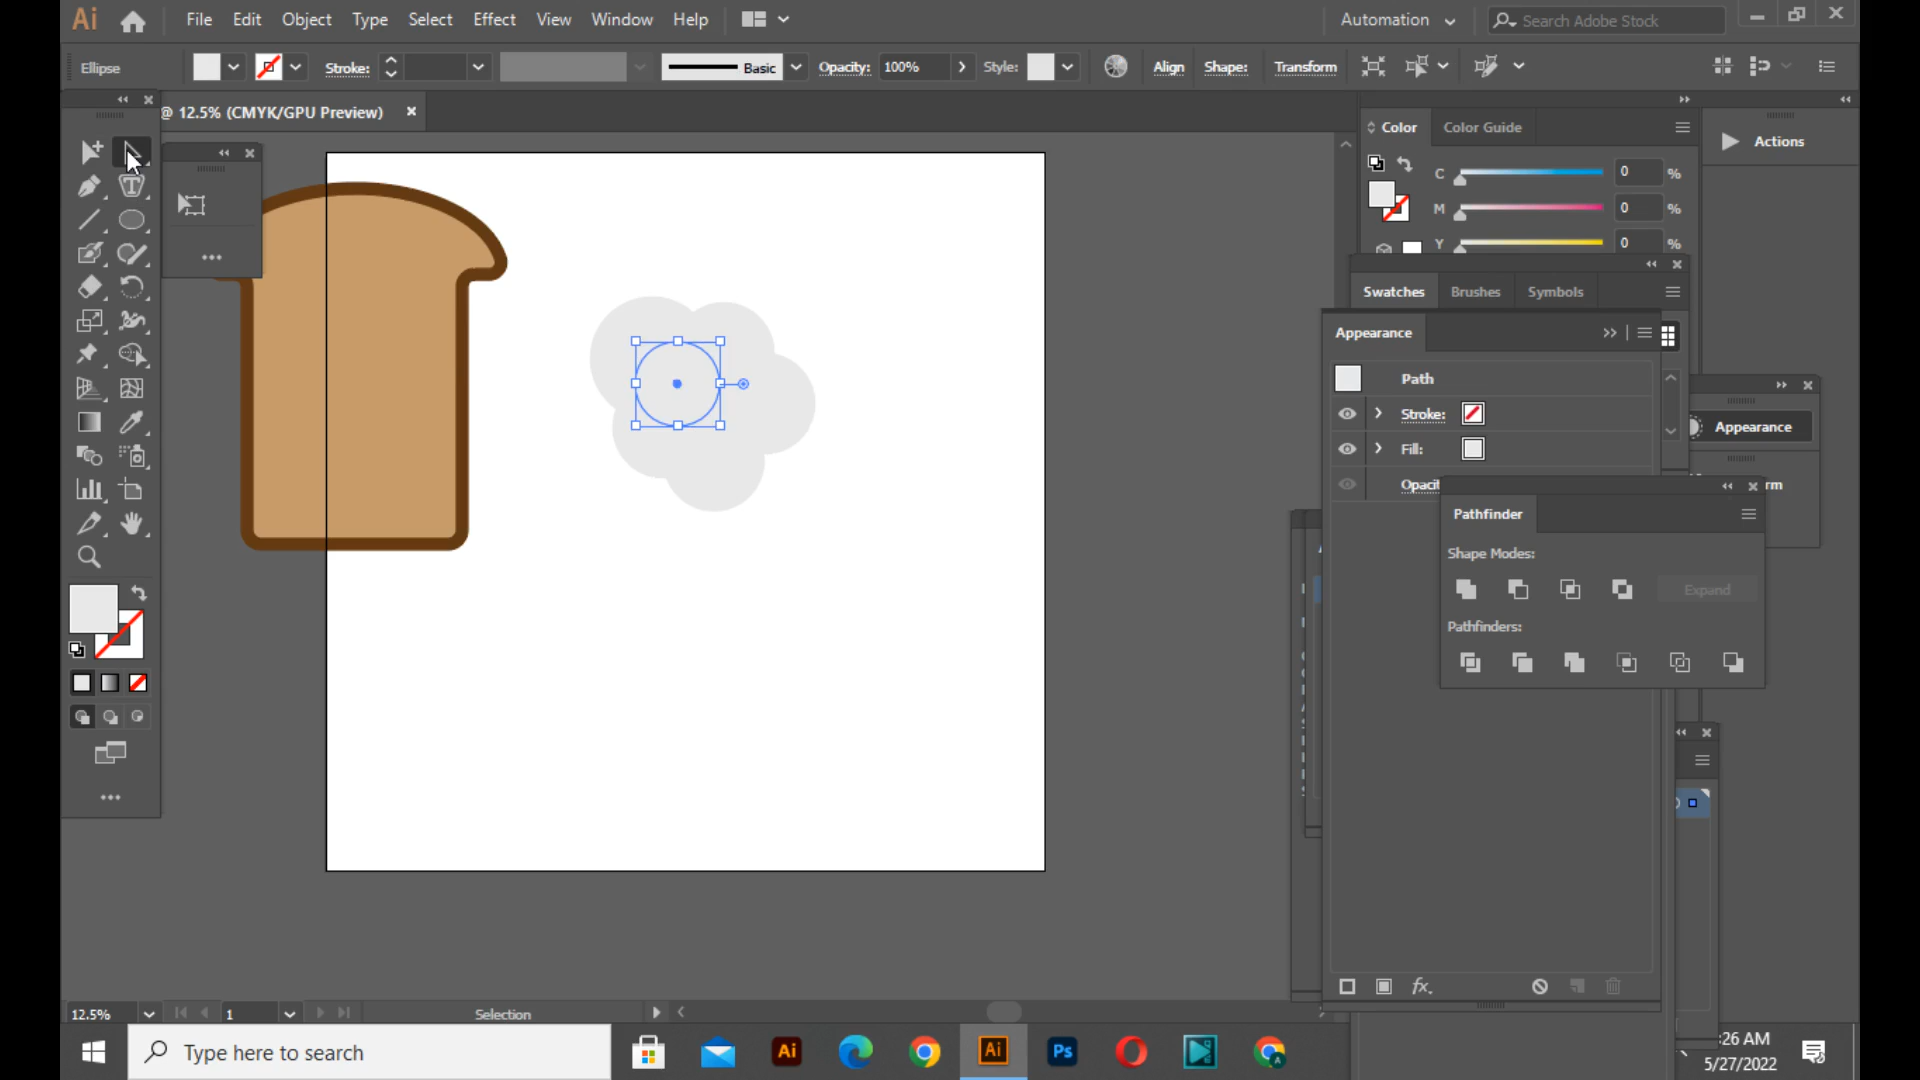 Ai File Edit Object Type Select Effect View Window Help Automation Search Adobe Stock
Ellipse Stroke: Basic Opacity: 100% Style: Align Shape: Transform
@ 12.5% (CMYK/GPU Preview)
Color Color Guide
Actions
C 0 %
M 0 %
Y 0 %
Swatches Brushes Symbols
Appearance
Path
Stroke:
Fill:
Appearance
Pathfinder
Shape Modes:
Expand
Pathfinders:
fx.
12.5% 1 Selection
Type here to search
Ai Ai Ps
:26 AM
5/27/2022